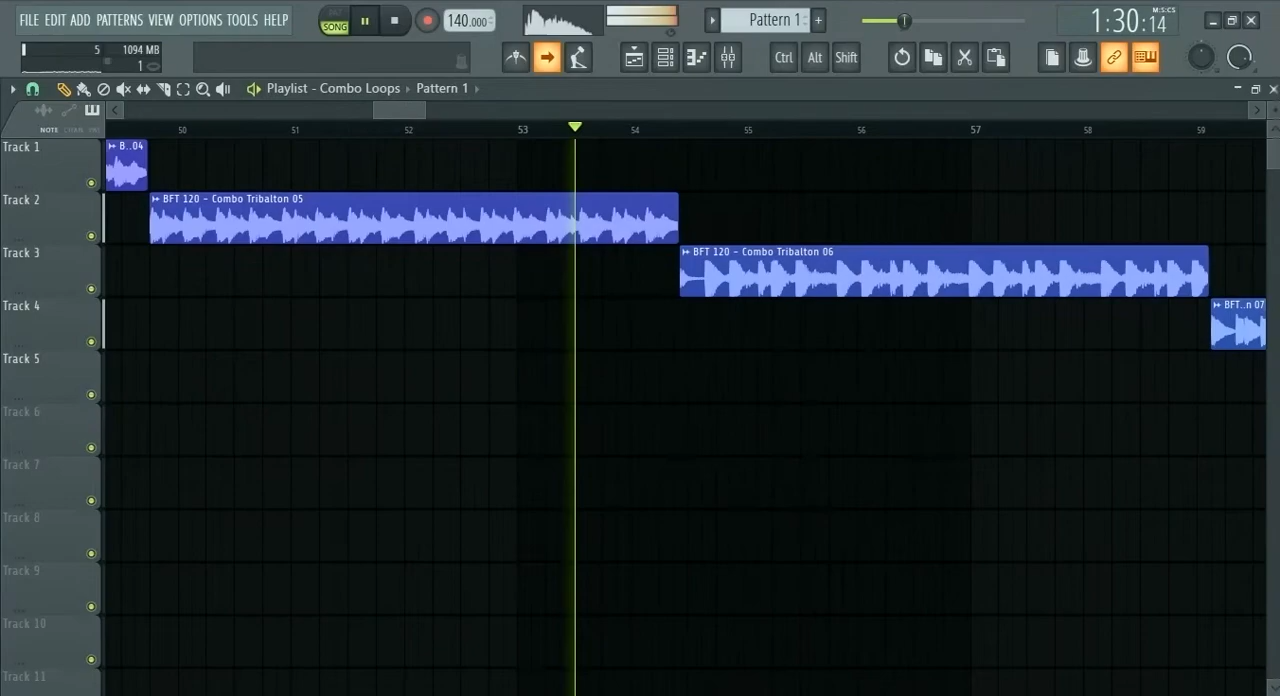 FILE EDIT ADD PATTERNS VIEW OPTIONS TOOLS HELP
SONG
140.000
Pattern 1
+
M:S:CS
1:30:14
5
1094 MB
1
Ctrl
Alt
Shift
Playlist - Combo Loops
Pattern 1
NOTE
50 51 52 53 54 55 56 57 58 59
Track 1
B..04
Track 2
BFT 120 - Combo Tribalton 05
Track 3
BFT 120 - Combo Tribalton 06
Track 4
BFT..n 07
Track 5
Track 6
Track 7
Track 8
Track 9
Track 10
Track 11